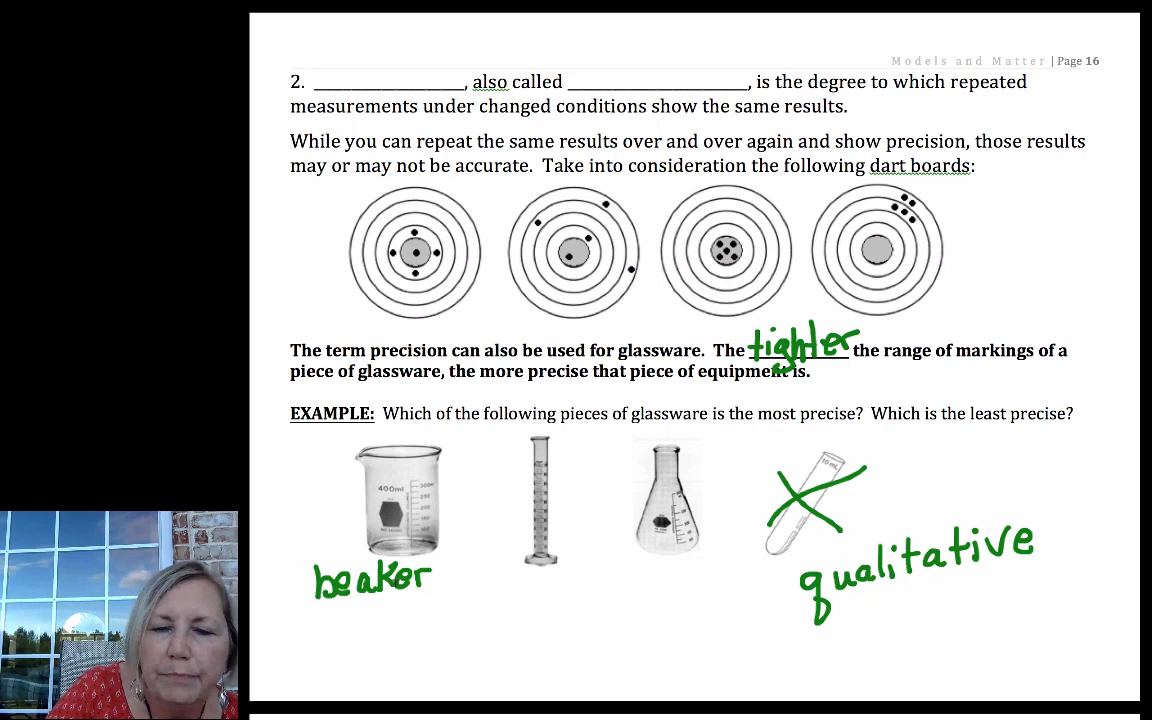 Models and Matter | Page 16
2. _______________, also called __________________, is the degree to which repeated
measurements under changed conditions show the same results.
While you can repeat the same results over and over again and show precision, those results
may or may not be accurate. Take into consideration the following dart boards:
The term precision can also be used for glassware. The tighter the range of markings of a
piece of glassware, the more precise that piece of equipment is.
EXAMPLE: Which of the following pieces of glassware is the most precise? Which is the least precise?
400ml
10 mL
beaker
qualitative